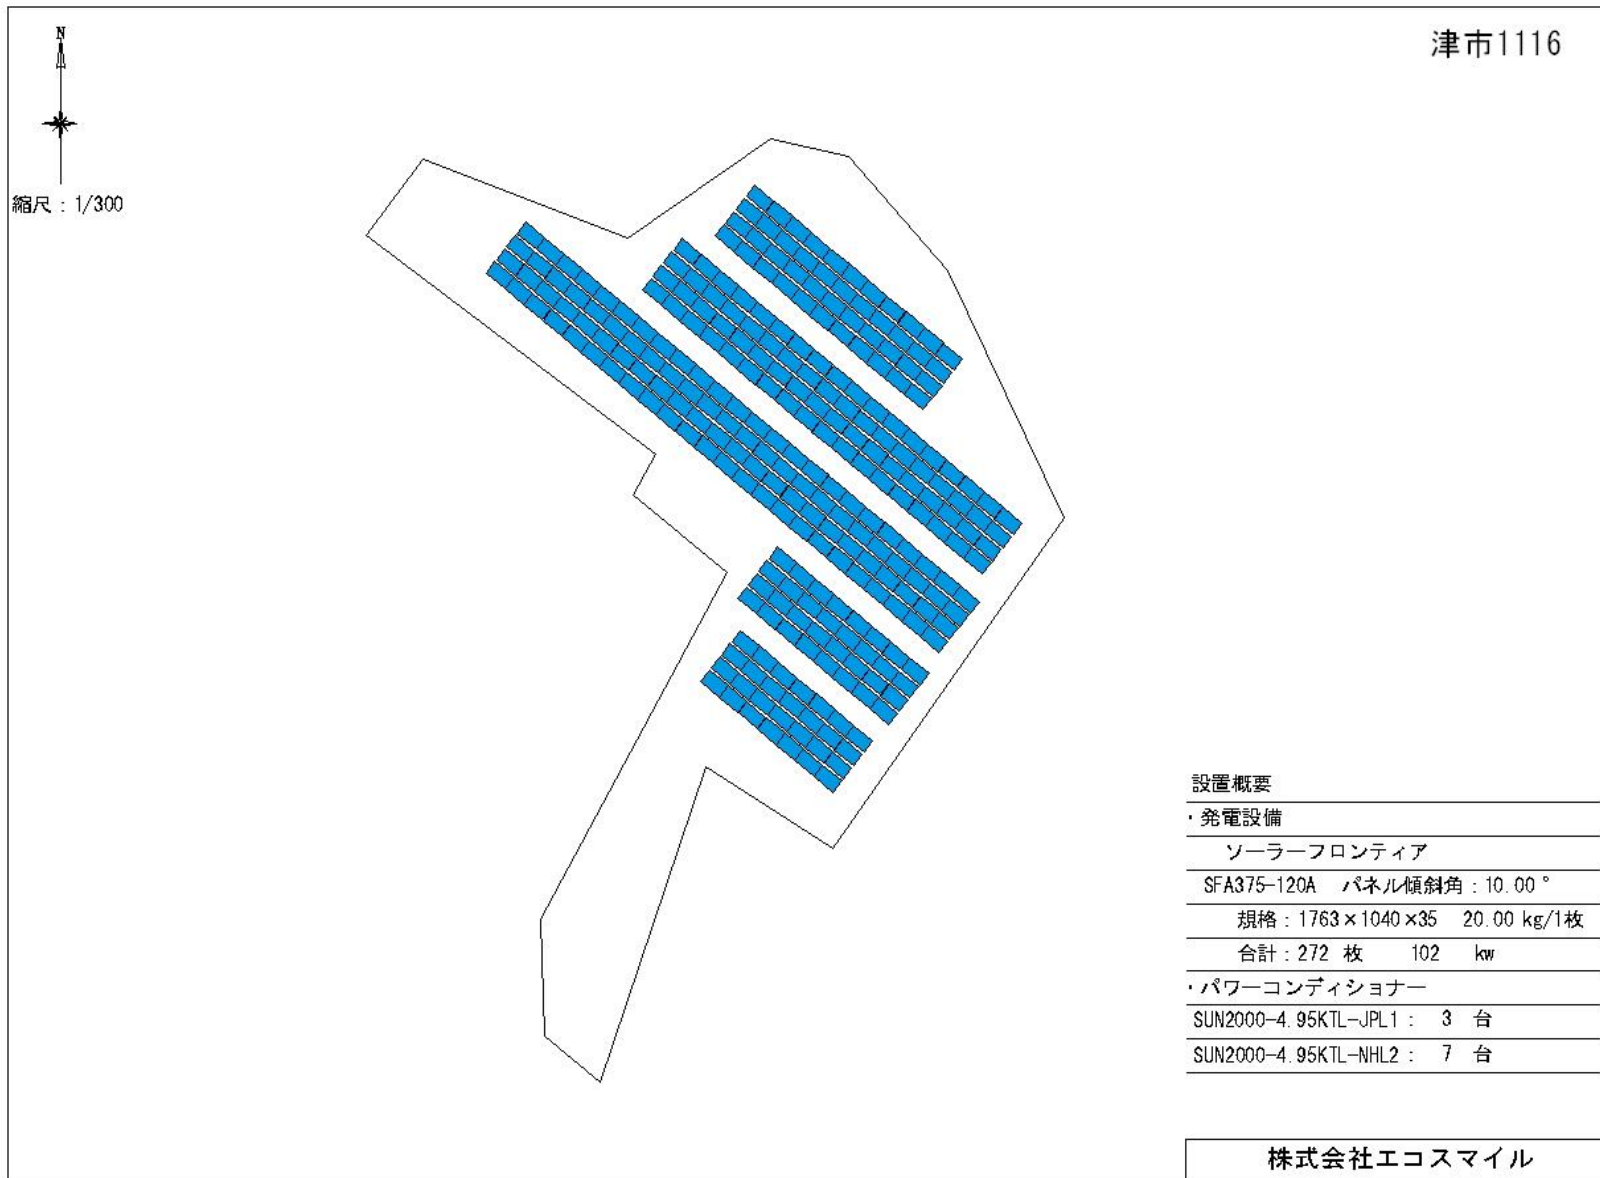 津市1116
N
縮尺：1/300
設置概要
・発電設備
ソーラーフロンティア
SFA375-120A パネル傾斜角：10.00°
規格：1763×1040×35 20.00 kg/1枚
合計：272 枚 102 kw
・パワーコンディショナー
SUN2000-4.95KTL-JPL1： 3 台
SUN2000-4.95KTL-NHL2： 7 台
株式会社エコスマイル